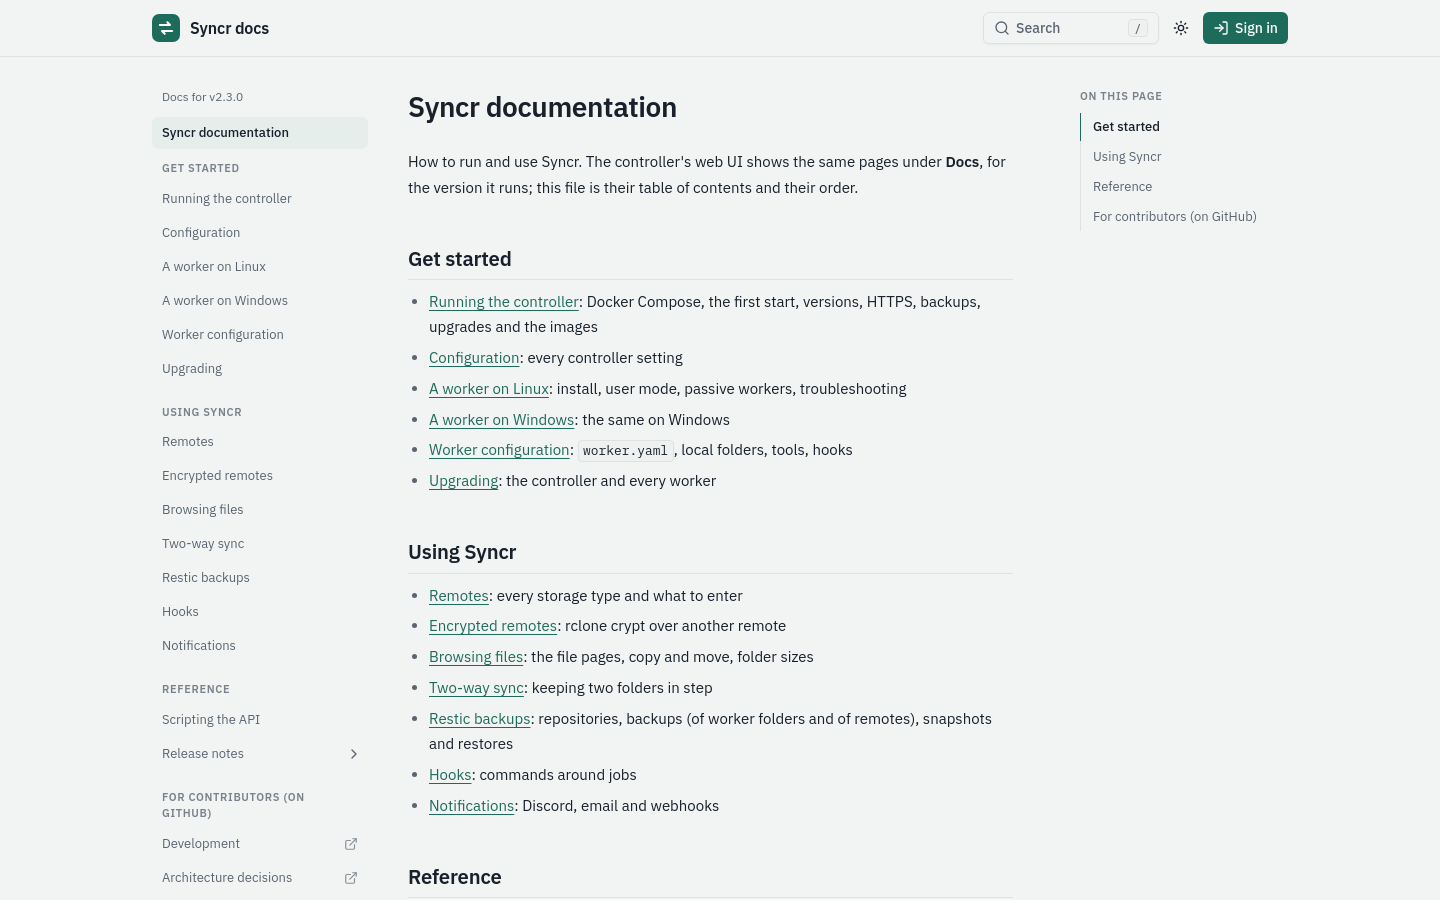 Syncr docs
Search
/
Sign in
Docs for v2.3.0
Syncr documentation
GET STARTED
Running the controller
Configuration
A worker on Linux
A worker on Windows
Worker configuration
Upgrading
USING SYNCR
Remotes
Encrypted remotes
Browsing files
Two-way sync
Restic backups
Hooks
Notifications
REFERENCE
Scripting the API
Release notes
FOR CONTRIBUTORS (ON
GITHUB)
Development
Architecture decisions
Syncr documentation
How to run and use Syncr. The controller's web UI shows the same pages under Docs, for
the version it runs; this file is their table of contents and their order.
Get started
Running the controller: Docker Compose, the first start, versions, HTTPS, backups,
upgrades and the images
Configuration: every controller setting
A worker on Linux: install, user mode, passive workers, troubleshooting
A worker on Windows: the same on Windows
Worker configuration: worker.yaml, local folders, tools, hooks
Upgrading: the controller and every worker
Using Syncr
Remotes: every storage type and what to enter
Encrypted remotes: rclone crypt over another remote
Browsing files: the file pages, copy and move, folder sizes
Two-way sync: keeping two folders in step
Restic backups: repositories, backups (of worker folders and of remotes), snapshots
and restores
Hooks: commands around jobs
Notifications: Discord, email and webhooks
Reference
ON THIS PAGE
Get started
Using Syncr
Reference
For contributors (on GitHub)